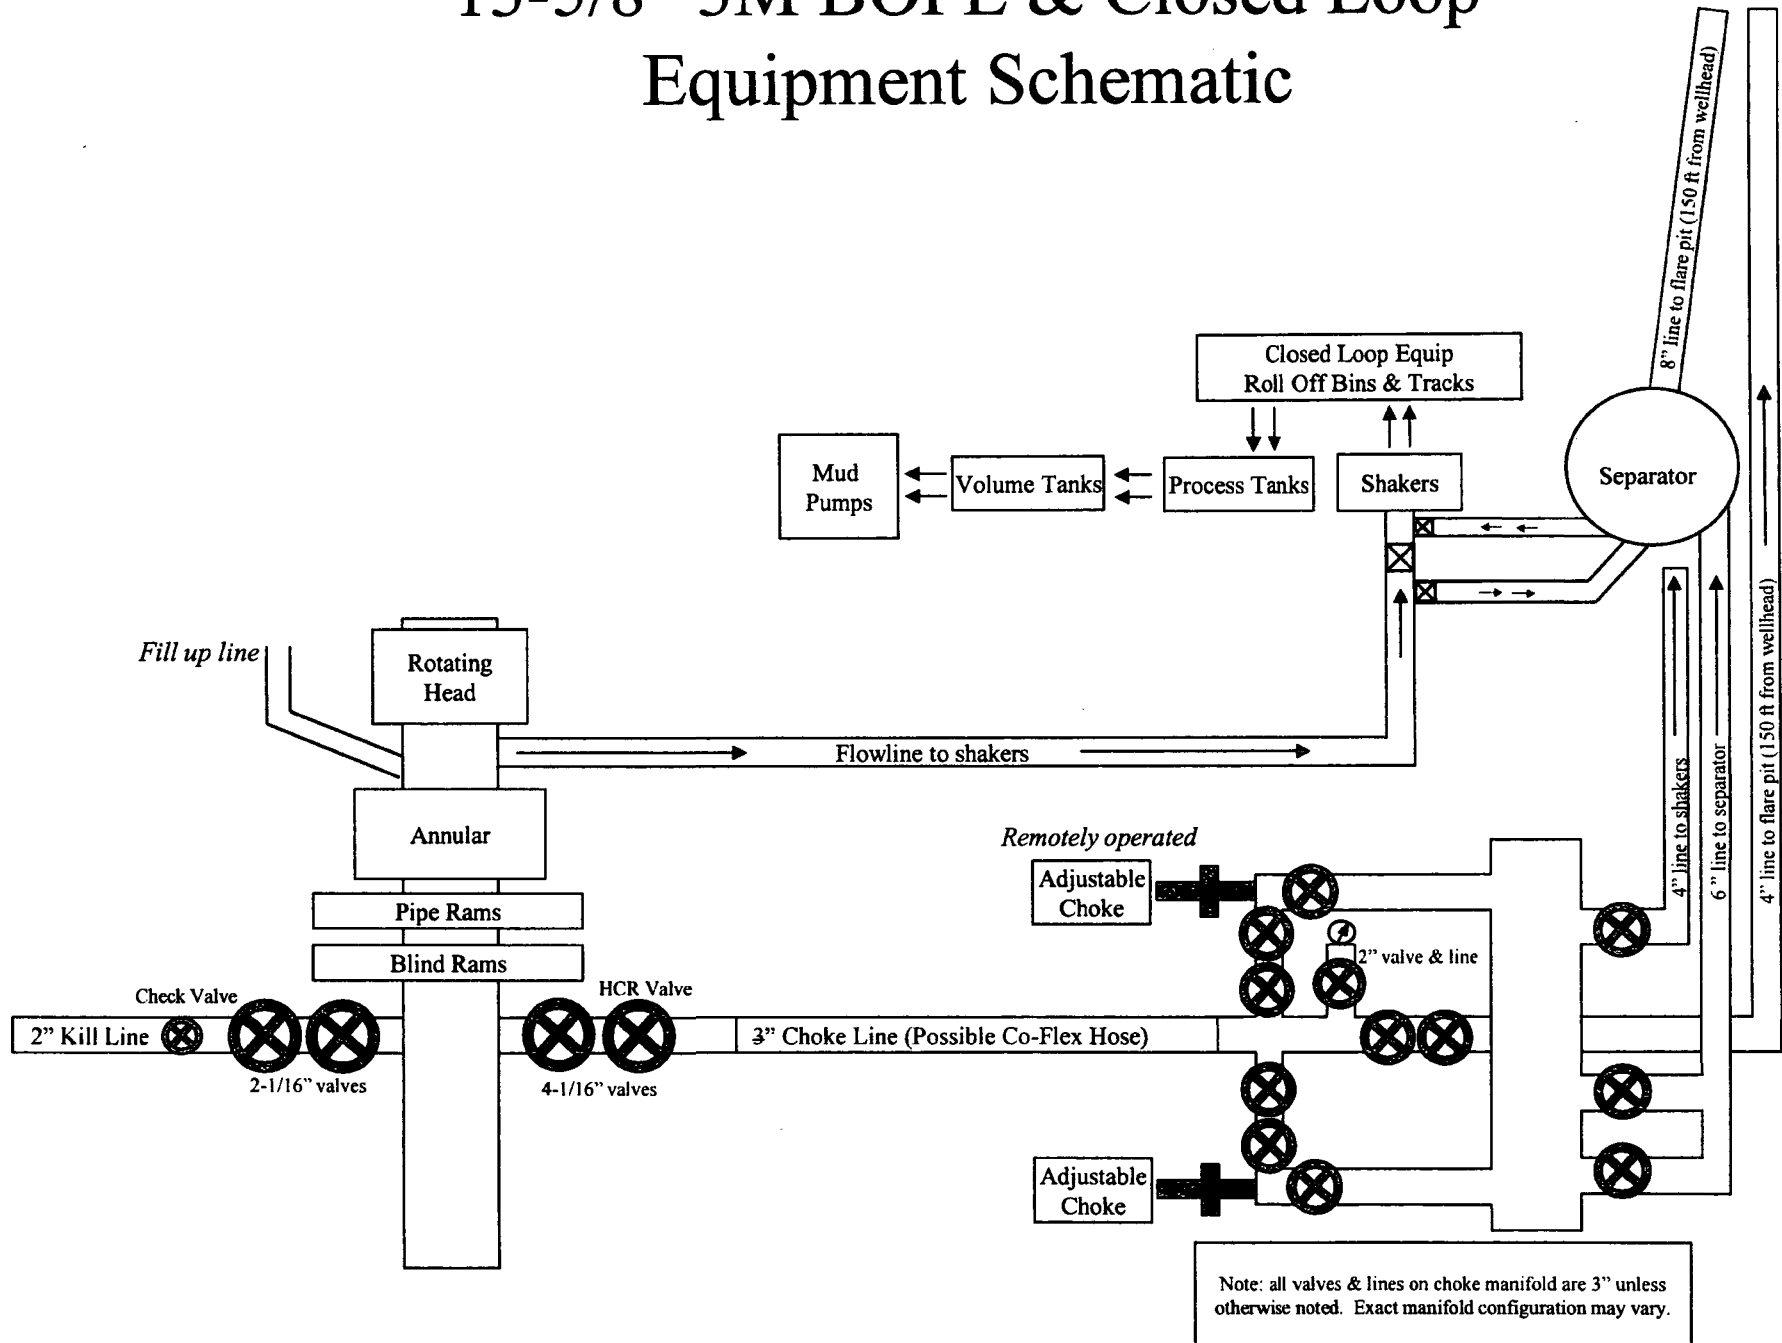 BOPE & Closed Loop
Equipment Schematic
8” line to flare pit (150 ft from wellhead)
Closed Loop Equip
Roll Off Bins & Tracks
Mud
Pumps
Volume Tanks
Process Tanks
Shakers
Separator
Fill up line
Rotating
Head
Flowline to shakers
Annular
Pipe Rams
Blind Rams
Remotely operated
Adjustable
Choke
2” valve & line
4” line to shakers
6 ” line to separator
4” line to flare pit (150 ft from wellhead)
Check Valve
HCR Valve
2” Kill Line
3” Choke Line (Possible Co-Flex Hose)
2-1/16” valves
4-1/16” valves
Adjustable
Choke
Note: all valves & lines on choke manifold are 3” unless
otherwise noted.  Exact manifold configuration may vary.